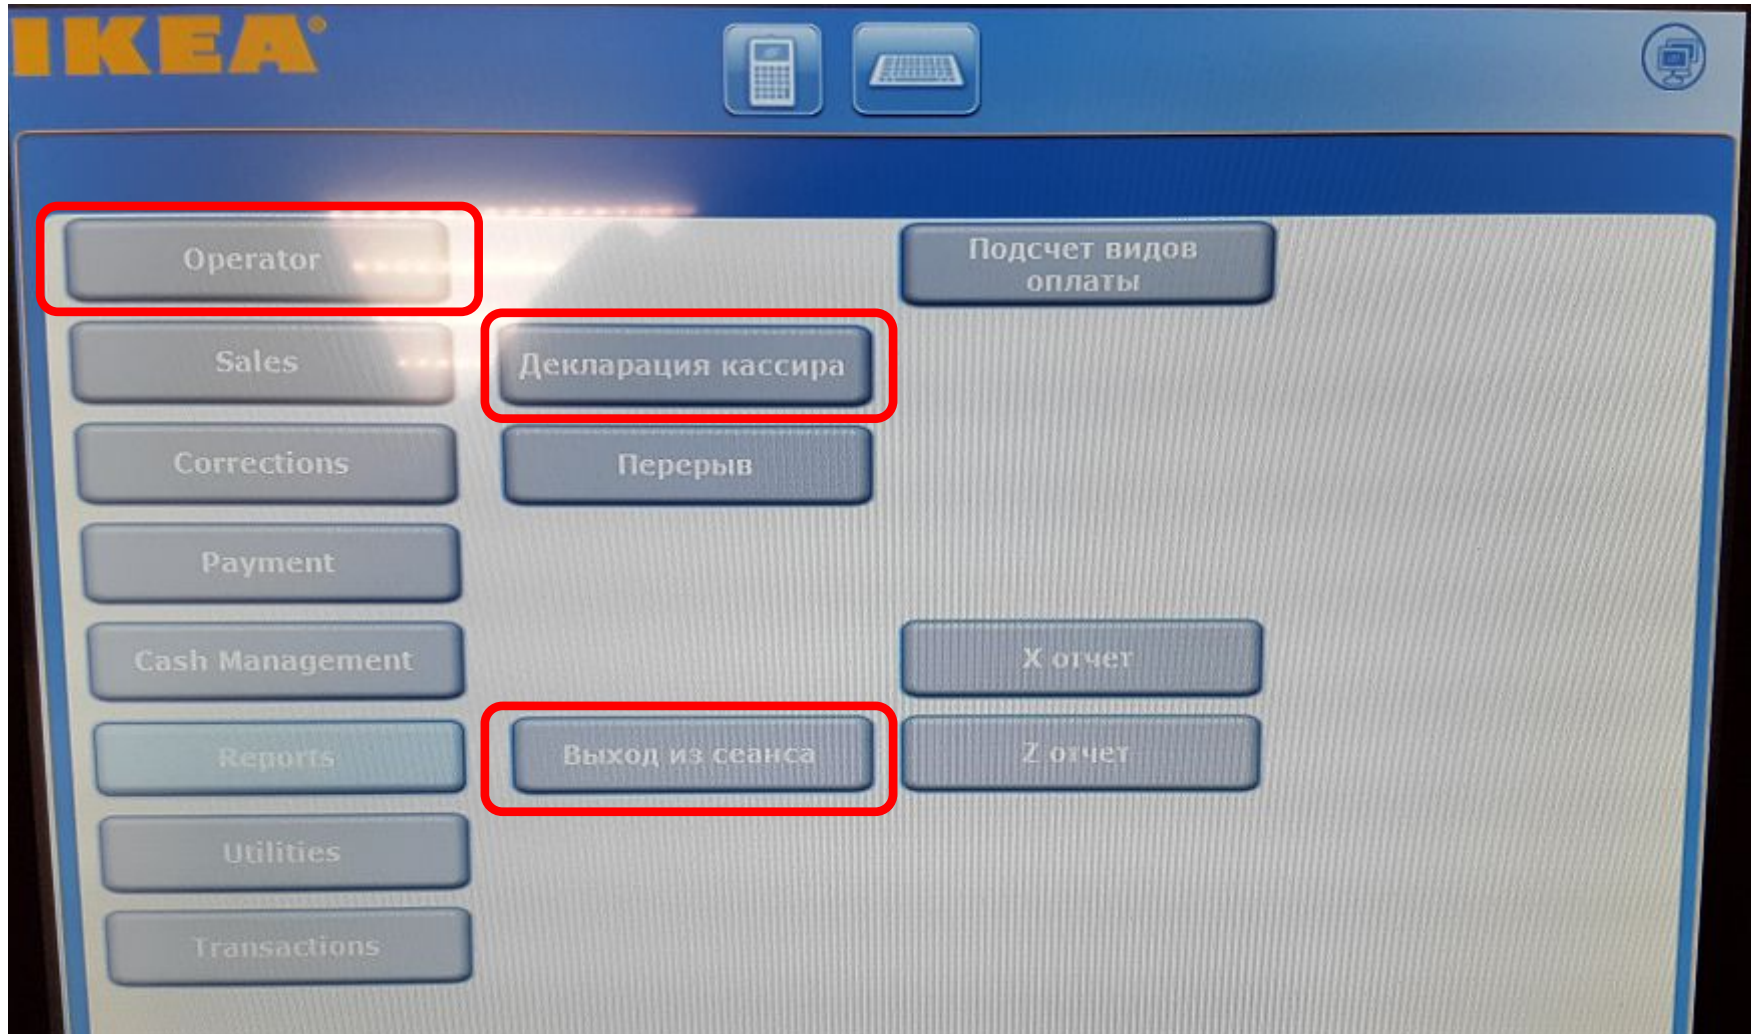 IKEA®
Operator
Подсчет видов
оплаты
Sales
Декларация кассира
Corrections
Перерыв
Payment
Cash Management
X отчет
Reports
Выход из сеанса
Z отчет
Utilities
Transactions